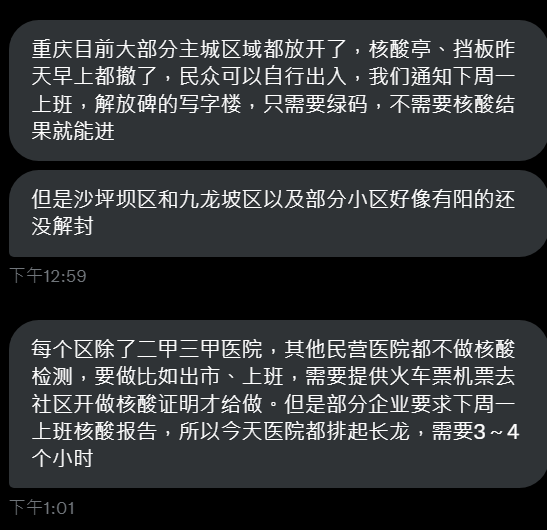 重庆目前大部分主城区域都放开了，核酸亭、挡板昨
天早上都撤了，民众可以自行出入，我们通知下周一
上班，解放碑的写字楼，只需要绿码，不需要核酸结
果就能进
但是沙坪坝区和九龙坡区以及部分小区好像有阳的还
没解封
下午12:59
每个区除了二甲三甲医院，其他民营医院都不做核酸
检测，要做比如出市、上班，需要提供火车票机票去
社区开做核酸证明才给做。但是部分企业要求下周一
上班核酸报告，所以今天医院都排起长龙，需要3～4
个小时
下午1:01